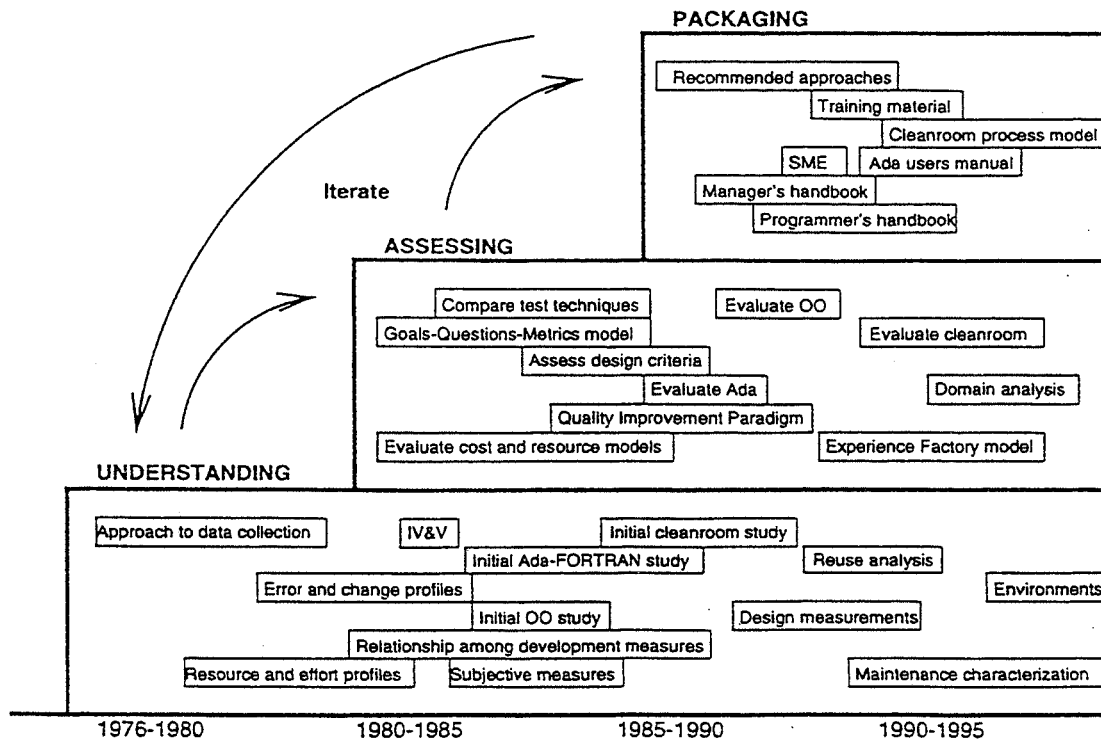 PACKAGING
Recommended approaches
Training material
Cleanroom process model
SME
Ada users manual
Manager's handbook
Programmer's handbook
Iterate
ASSESSING
Compare test techniques
Evaluate OO
Goals-Questions-Metrics model
Evaluate cleanroom
Assess design criteria
Evaluate Ada
Domain analysis
Quality Improvement Paradigm
Evaluate cost and resource models
Experience Factory model
UNDERSTANDING
Approach to data collection
IV&V
Initial cleanroom study
Initial Ada-FORTRAN study
Reuse analysis
Error and change profiles
Environments
Initial OO study
Design measurements
Relationship among development measures
Resource and effort profiles
Subjective measures
Maintenance characterization
1976-1980
1980-1985
1985-1990
1990-1995